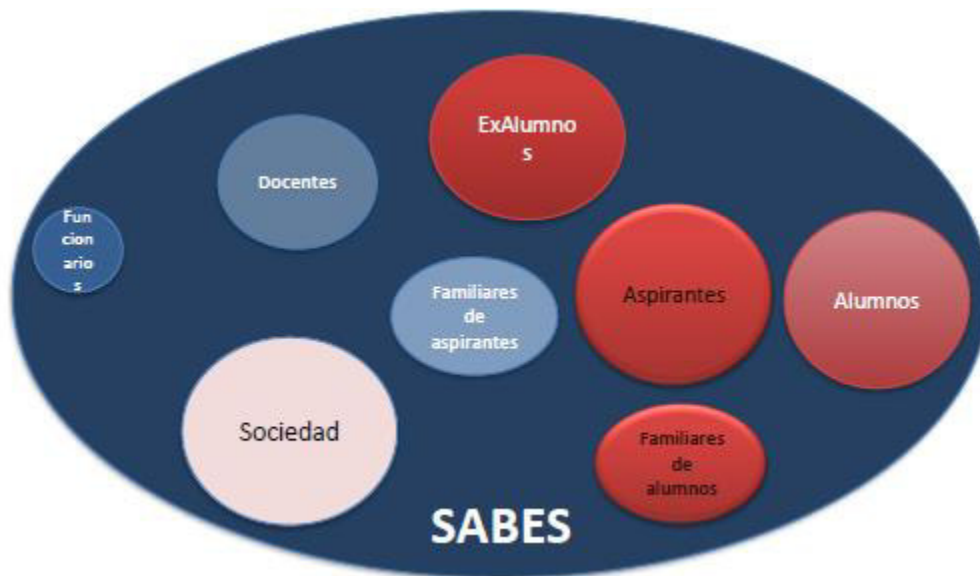 ExAlumno
s
Docentes
Fun
cion
ario
s
Familiares
de
aspirantes
Aspirantes
Alumnos
Sociedad
Familiares
de
alumnos
SABES